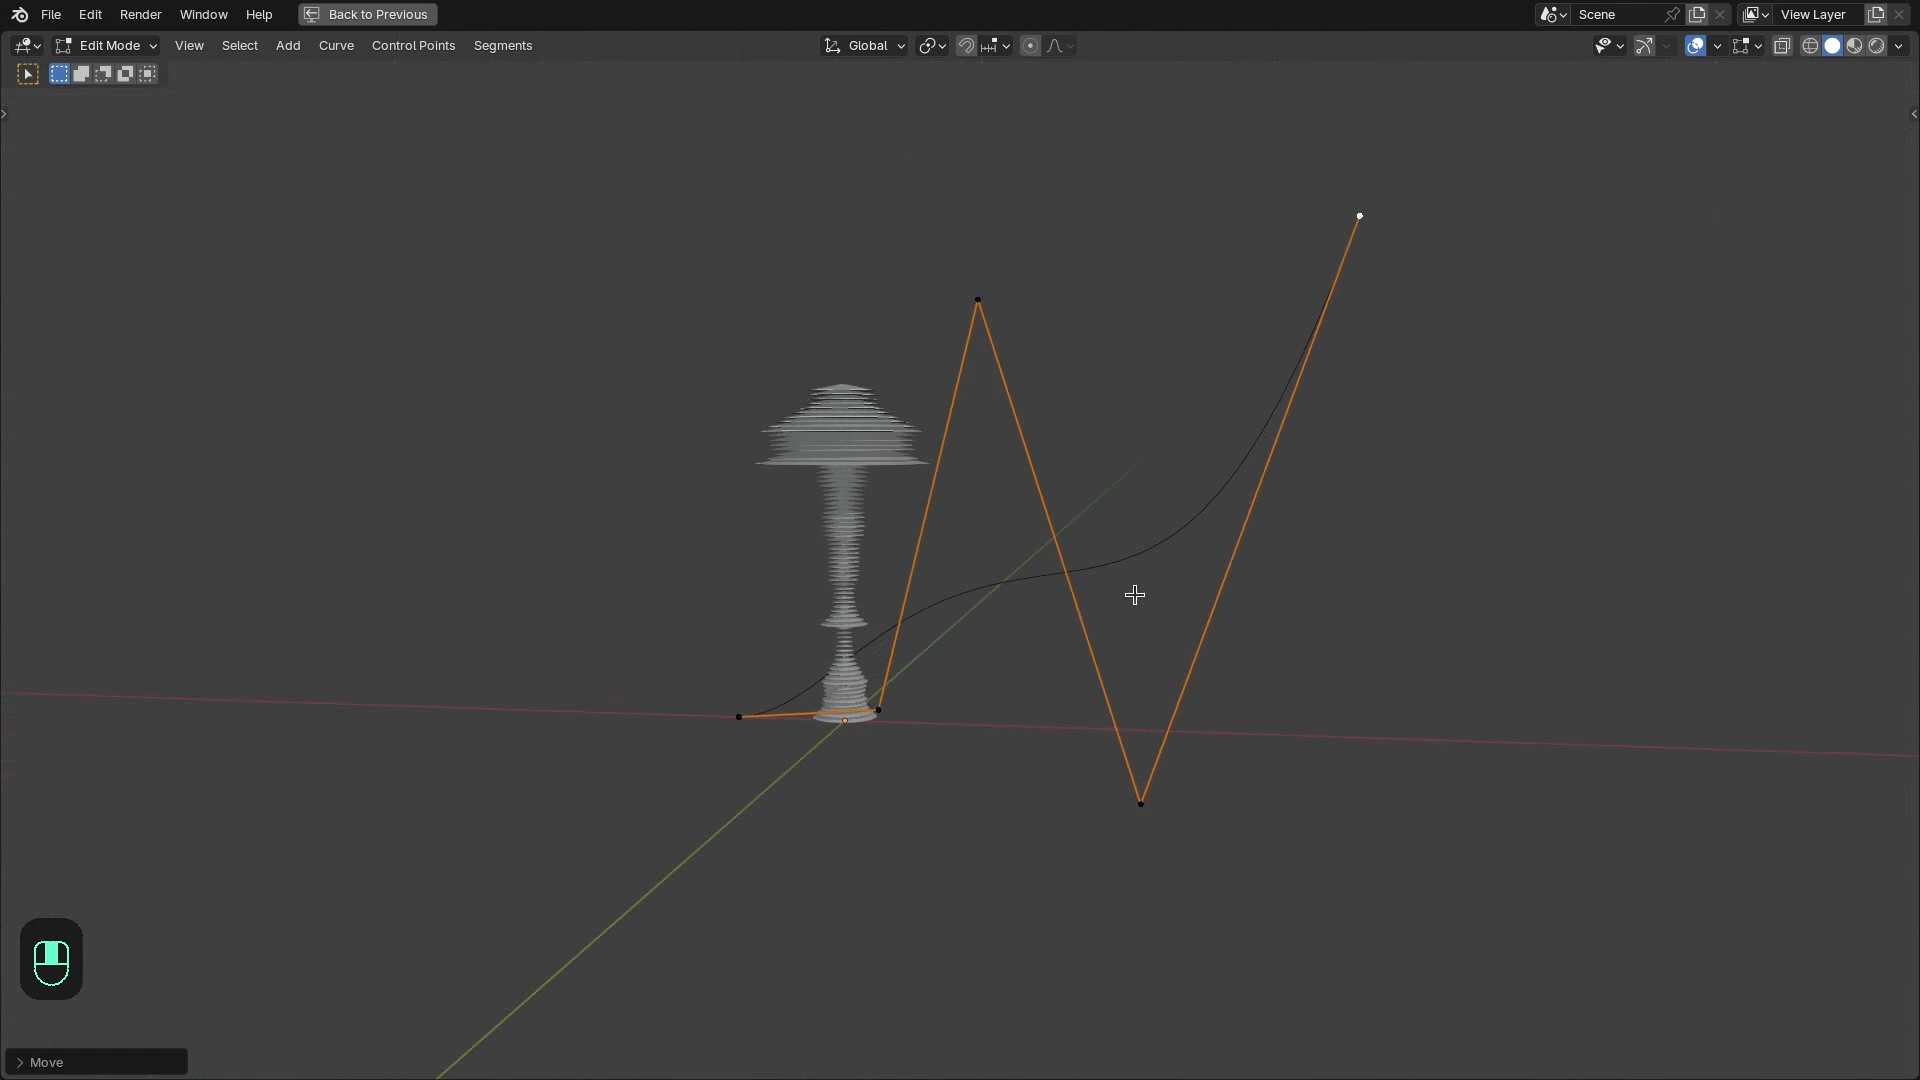 File Edit Render Window Help Back to Previous Scene View Layer
Edit Mode View Select Add Curve Control Points Segments Global
Move